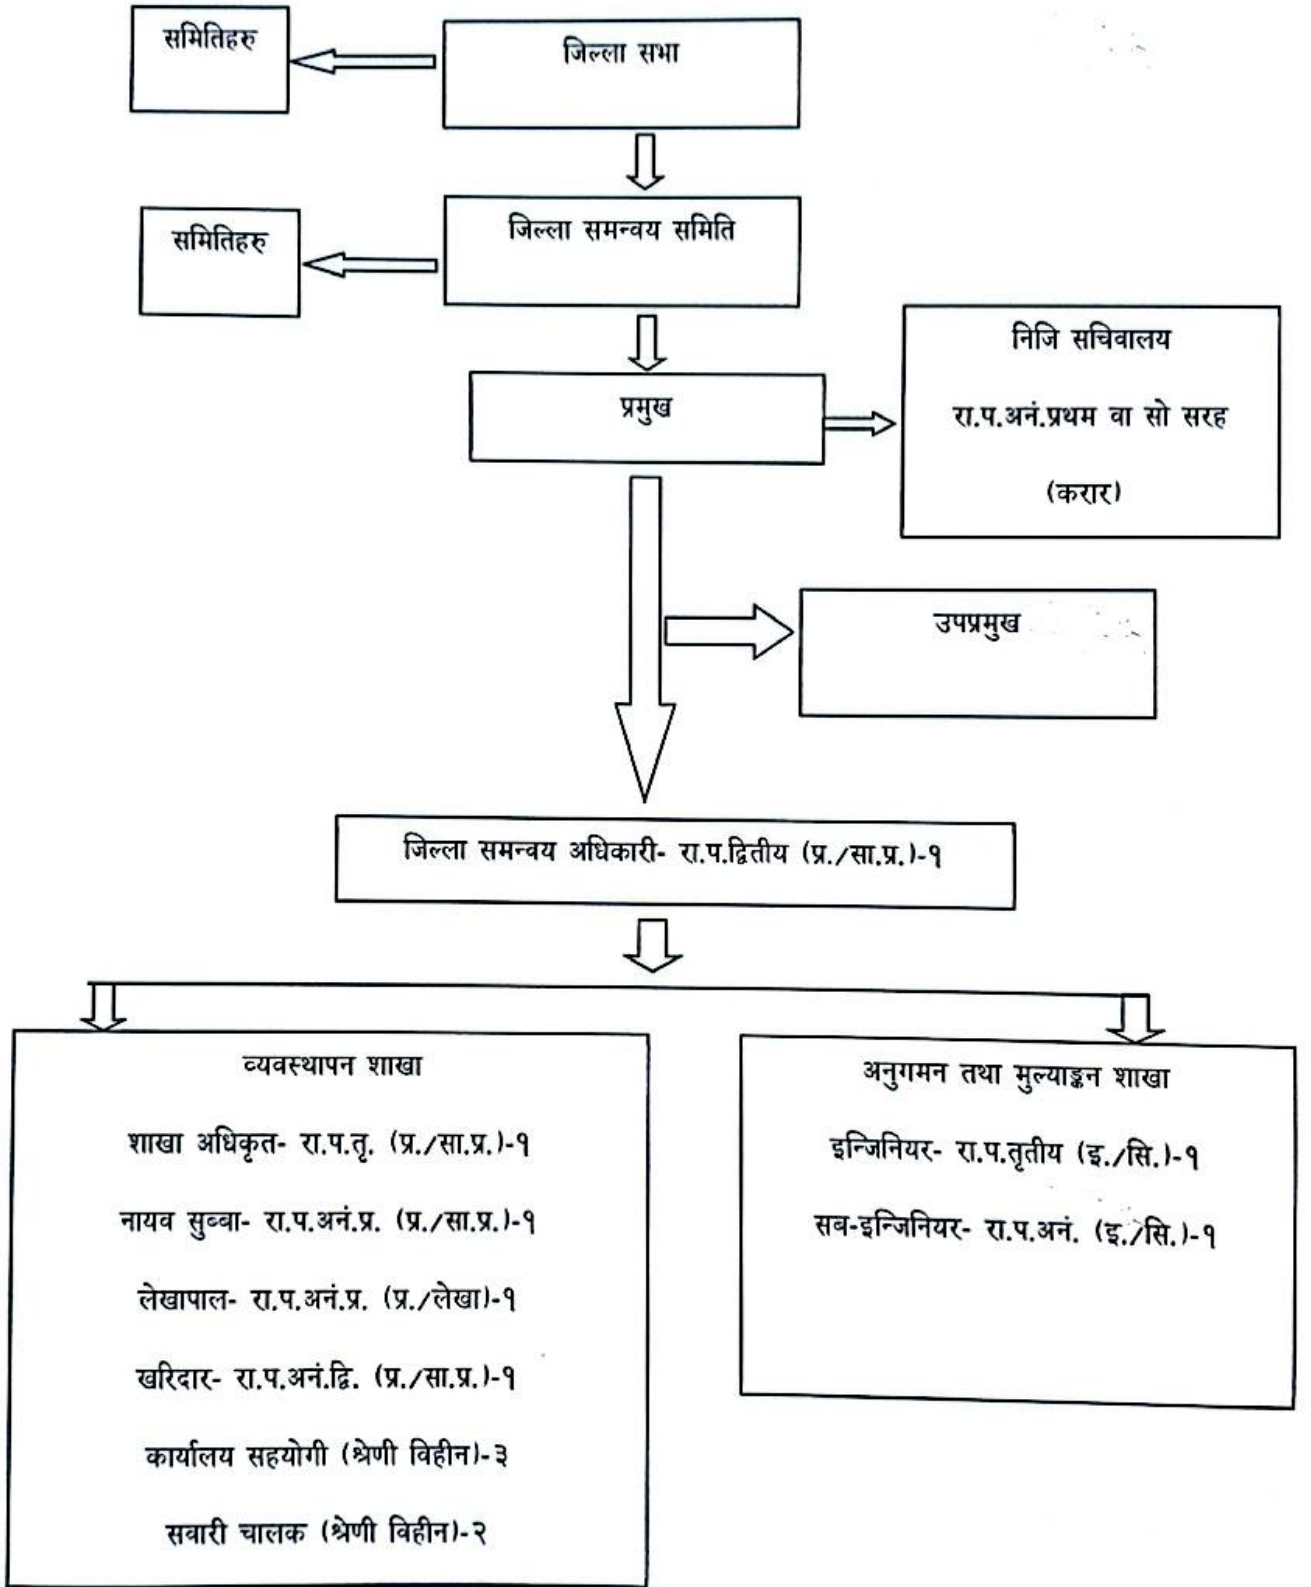 समितिहरु
जिल्ला सभा
समितिहरु
जिल्ला समन्वय समिति
निजि सचिवालय
रा.प.अनं.प्रथम वा सो सरह
(करार)
प्रमुख
उपप्रमुख
जिल्ला समन्वय अधिकारी- रा.प.द्वितीय (प्र./सा.प्र.)-१
व्यवस्थापन शाखा
शाखा अधिकृत- रा.प.तृ. (प्र./सा.प्र.)-१
नायव सुब्बा- रा.प.अनं.प्र. (प्र./सा.प्र.)-१
लेखापाल- रा.प.अनं.प्र. (प्र./लेखा)-१
खरिदार- रा.प.अनं.द्वि. (प्र./सा.प्र.)-१
कार्यालय सहयोगी (श्रेणी विहीन)-३
सवारी चालक (श्रेणी विहीन)-२
अनुगमन तथा मुल्याङ्कन शाखा
इन्जिनियर- रा.प.तृतीय (इ./सि.)-१
सब-इन्जिनियर- रा.प.अनं. (इ./सि.)-१